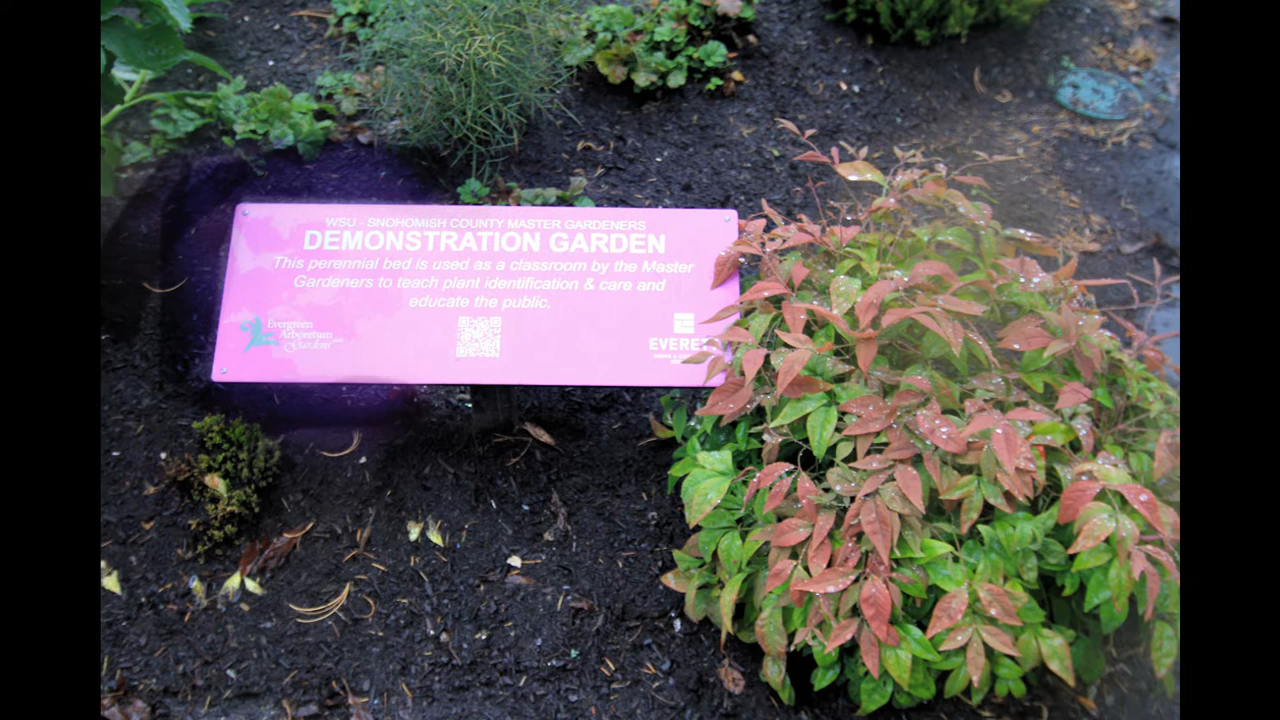 WSU - SNOHOMISH COUNTY MASTER GARDENERS
DEMONSTRATION GARDEN
This perennial bed is used as a classroom by the Master
Gardeners to teach plant identification & care and
educate the public.
Evergreen
Arboretum
Gardens